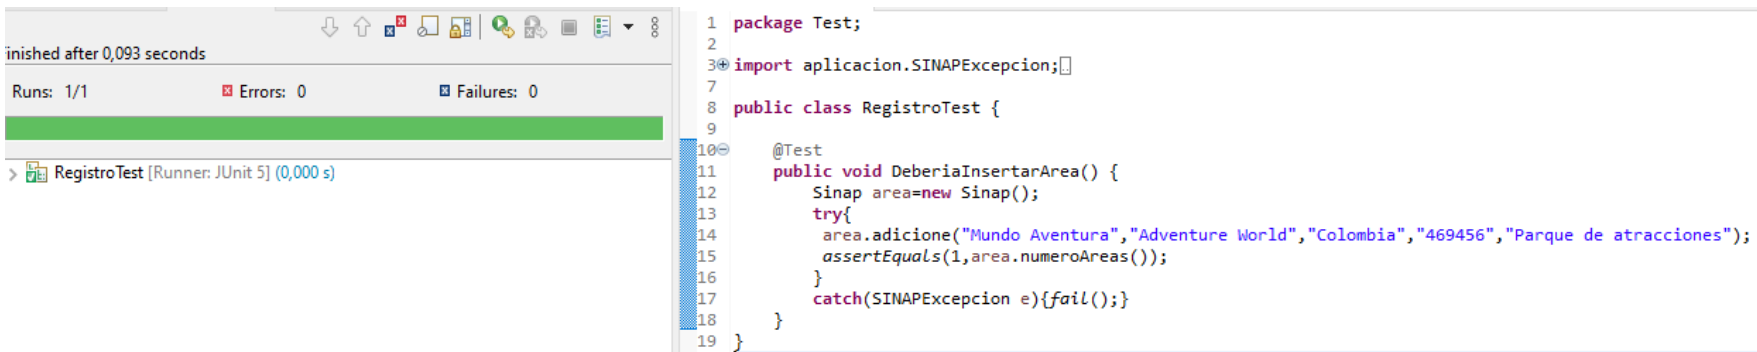 inished after 0,093 seconds
Runs: 1/1 Errors: 0 Failures: 0
RegistroTest [Runner: JUnit 5] (0,000 s)
1 package Test;
2
3 import aplicacion.SINAPExcepcion;
7
8 public class RegistroTest {
9
10 @Test
11 public void DeberiaInsertarArea() {
12 Sinap area=new Sinap();
13 try{
14 area.adicione("Mundo Aventura","Adventure World","Colombia","469456","Parque de atracciones");
15 assertEquals(1,area.numeroAreas());
16 }
17 catch(SINAPExcepcion e){fail();}
18 }
19 }